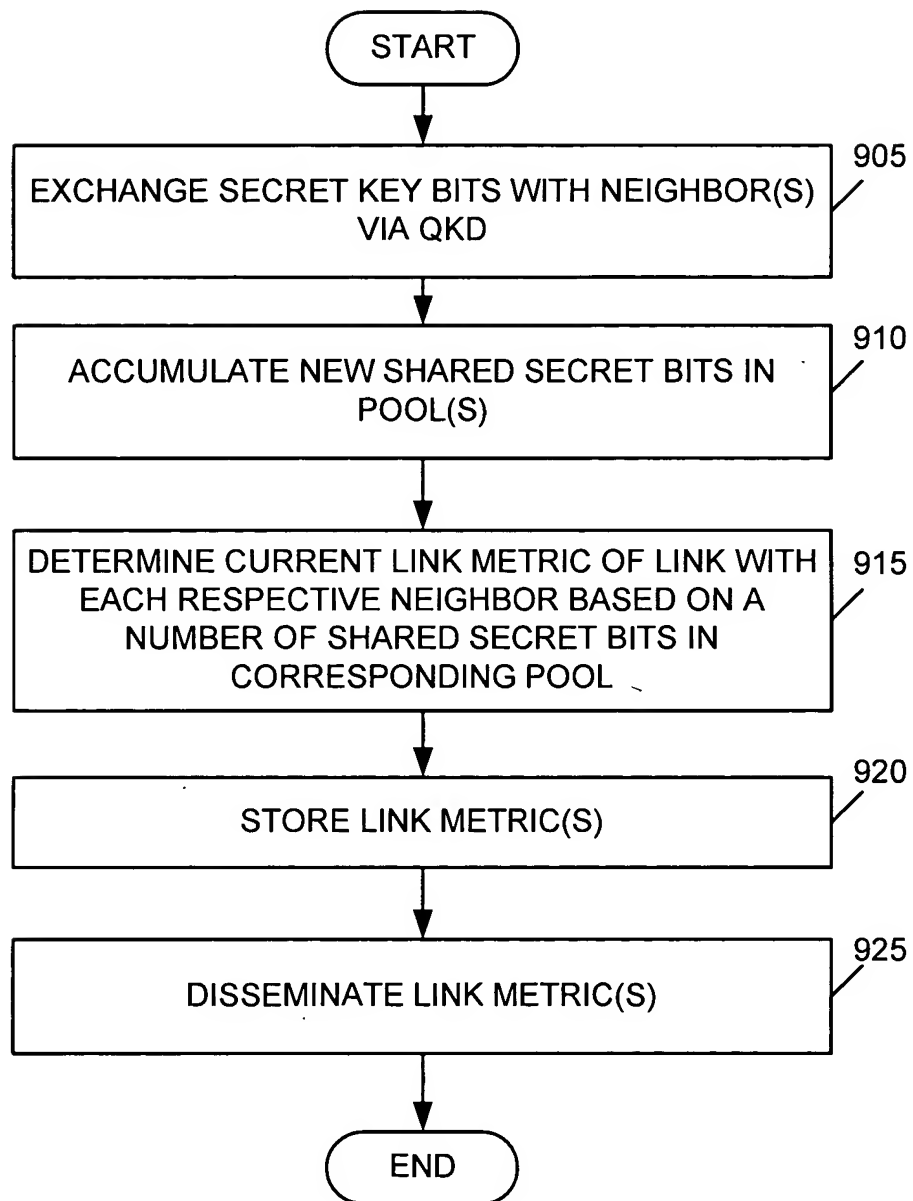 START
EXCHANGE SECRET KEY BITS WITH NEIGHBOR(S)
VIA QKD
905
ACCUMULATE NEW SHARED SECRET BITS IN
POOL(S)
910
DETERMINE CURRENT LINK METRIC OF LINK WITH
EACH RESPECTIVE NEIGHBOR BASED ON A
NUMBER OF SHARED SECRET BITS IN
CORRESPONDING POOL
915
STORE LINK METRIC(S)
920
DISSEMINATE LINK METRIC(S)
925
END